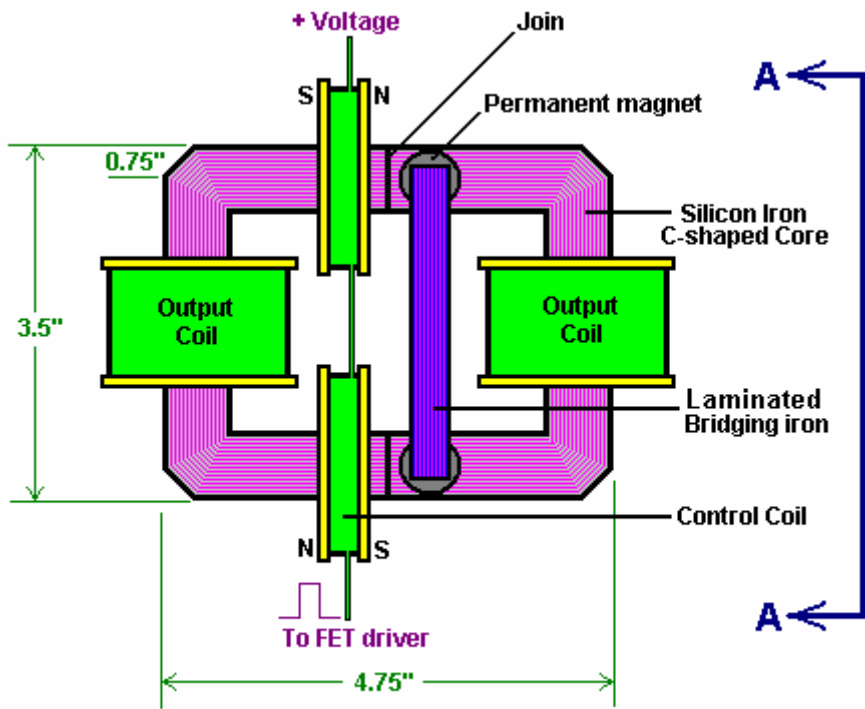 + Voltage
Join
A
S
N
Permanent magnet
0.75"
Silicon Iron
C-shaped Core
Output
Coil
Output
Coil
3.5"
Laminated
Bridging iron
Control Coil
N
S
A
To FET driver
4.75"